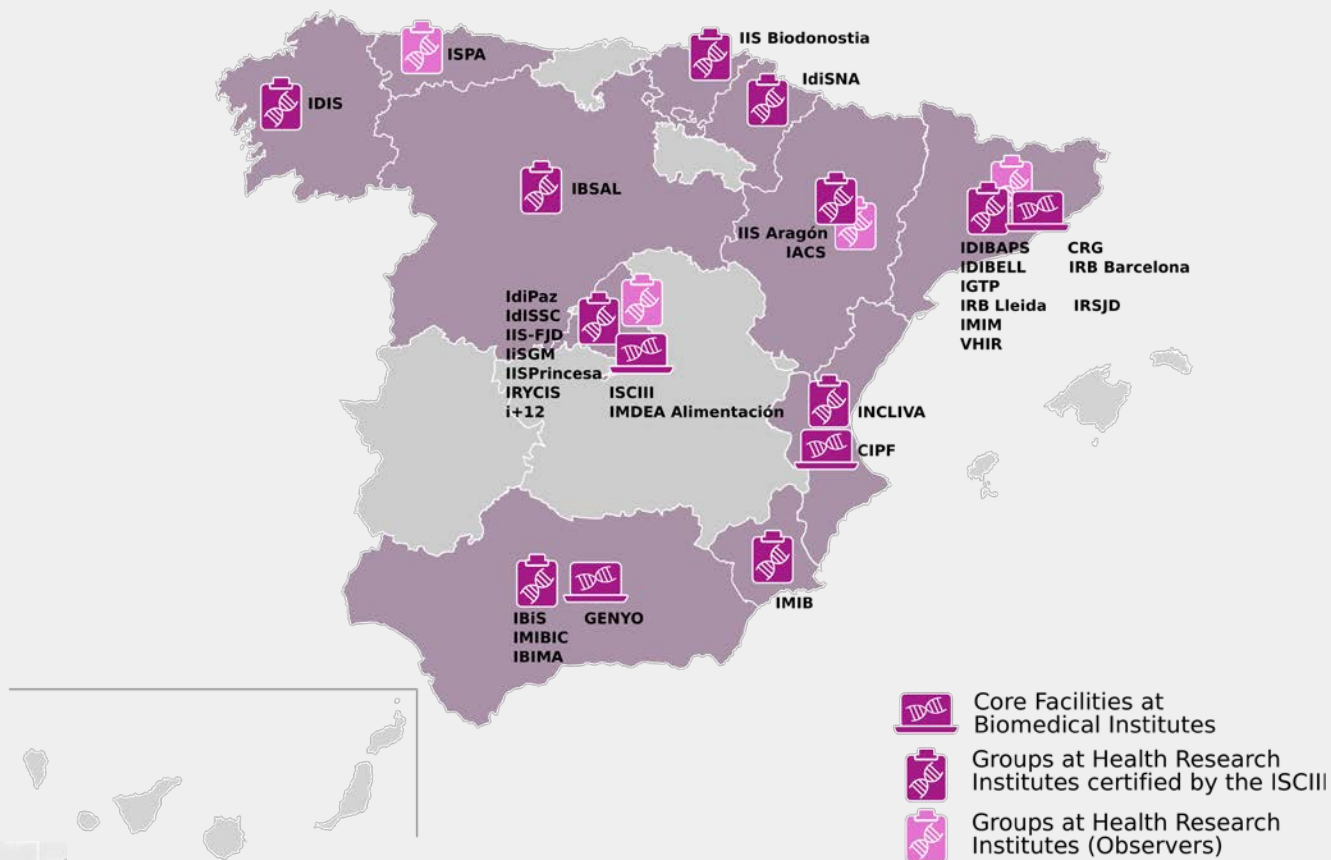 IIS Biodonostia
ISPA
IdiSNA
IDIS
IBSAL
IIS Aragón
IACS
IDIBAPS CRG
IDIBELL IRB Barcelona
IGTP
IRB Lleida IRSJD
IMIM
VHIR
IdiPaz
IdISSC
IIS-FJD
IiSGM
IISPrincesa
IRYCIS ISCIII
i+12 IMDEA Alimentación
INCLIVA
CIPF
IMIB
IBiS GENYO
IMIBIC
IBIMA
Core Facilities at
Biomedical Institutes
Groups at Health Research
Institutes certified by the ISCIII
Groups at Health Research
Institutes (Observers)